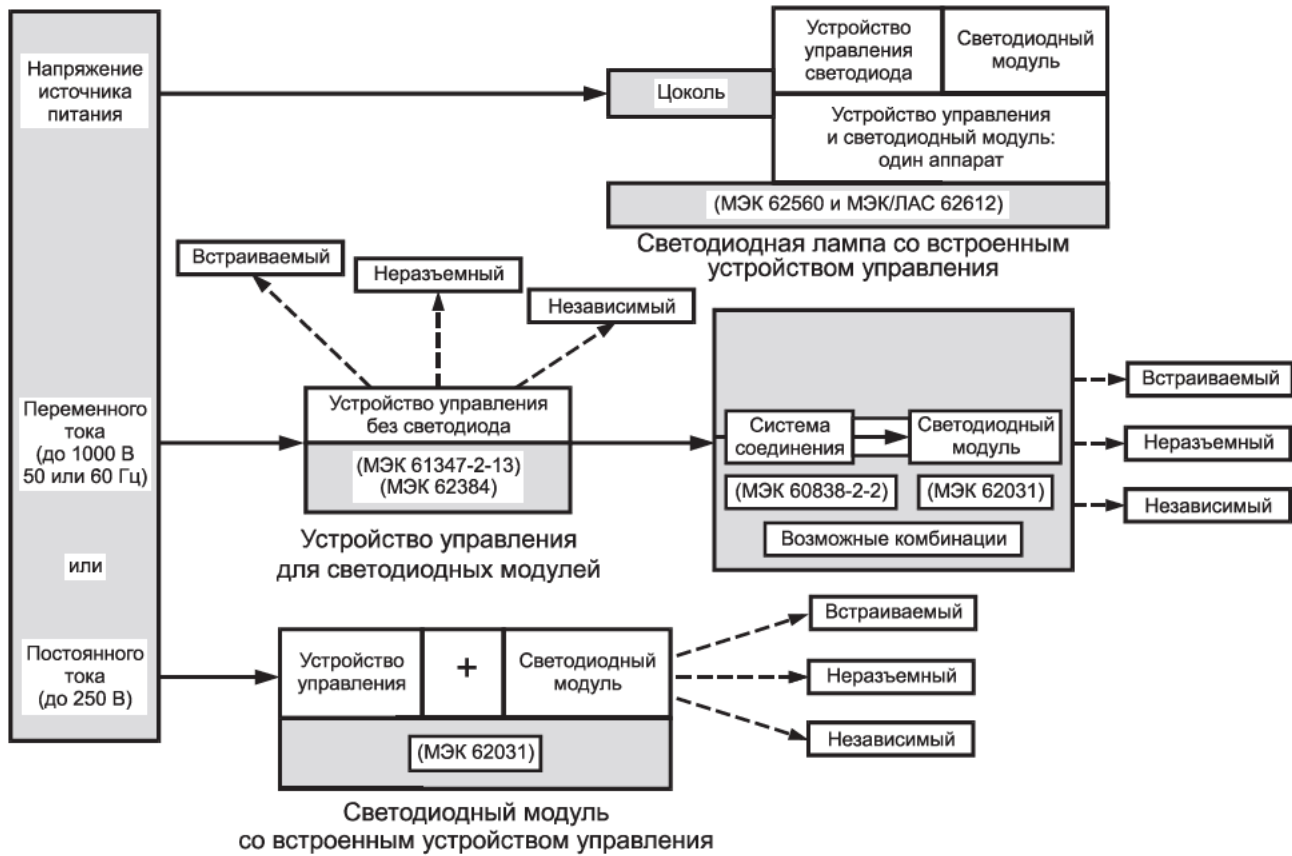 Напряжение
источника
питания
Переменного
тока
(до 1000 В
50 или 60 Гц)
или
Постоянного
тока
(до 250 В)
Цоколь
Устройство
управления
светодиода
Светодиодный
модуль
Устройство управления
и светодиодный модуль:
один аппарат
(МЭК 62560 и МЭК/ЛАС 62612)
Светодиодная лампа со встроенным
устройством управления
Встраиваемый
Неразъемный
Независимый
Устройство управления
без светодиода
(МЭК 61347-2-13)
(МЭК 62384)
Устройство управления
для светодиодных модулей
Система
соединения
Светодиодный
модуль
(МЭК 60838-2-2)
(МЭК 62031)
Возможные комбинации
Встраиваемый
Неразъемный
Независимый
Устройство
управления
+
Светодиодный
модуль
(МЭК 62031)
Светодиодный модуль
со встроенным устройством управления
Встраиваемый
Неразъемный
Независимый